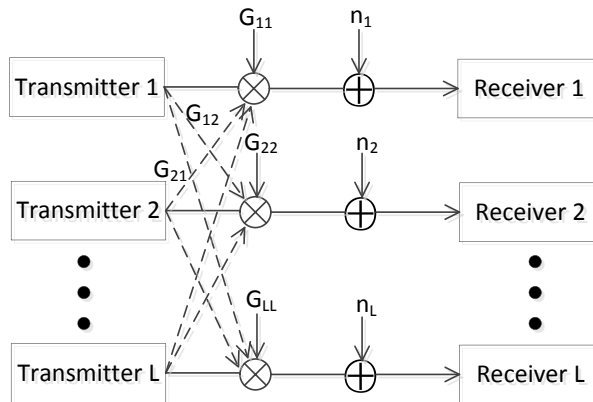 G11
n1
Transmitter 1
Receiver 1
G12
G22
n2
G21
Transmitter 2
Receiver 2
GLL
nL
Transmitter L
Receiver L